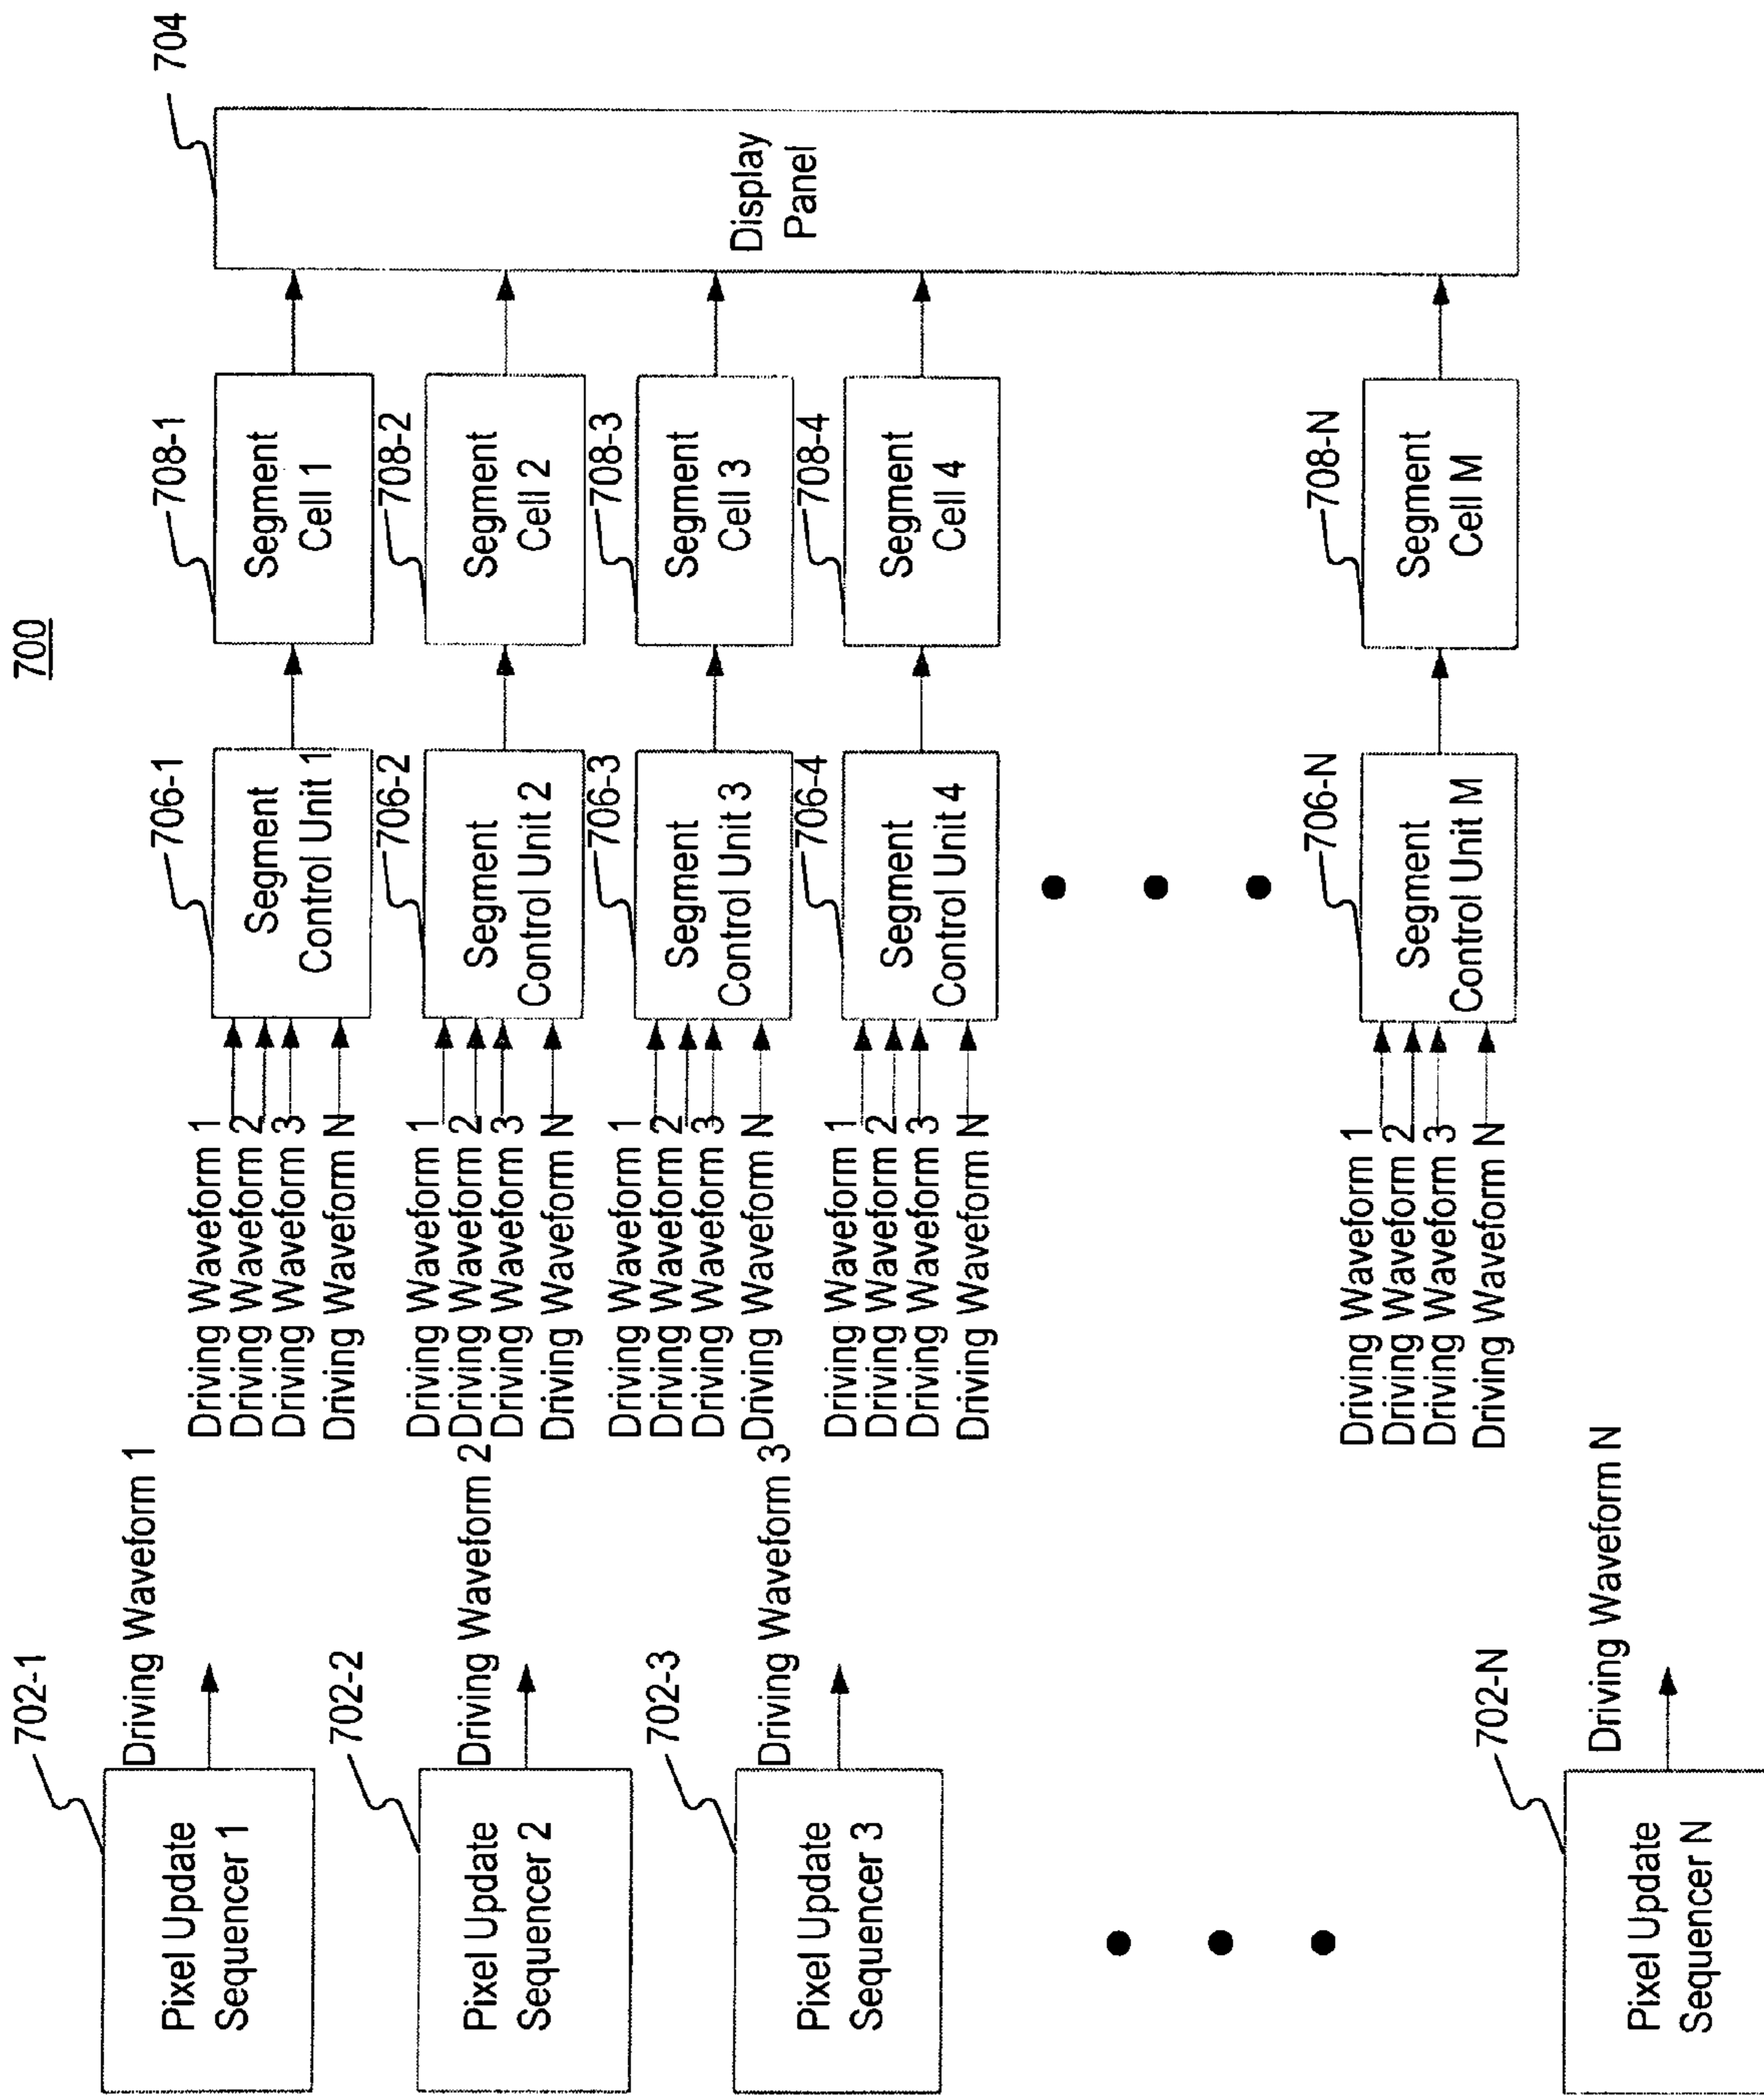 700
702-1
Pixel Update
Sequencer 1
Driving Waveform 1
702-2
Pixel Update
Sequencer 2
Driving Waveform 2
702-3
Pixel Update
Sequencer 3
Driving Waveform 3
702-N
Pixel Update
Sequencer N
Driving Waveform N
Driving Waveform 1
Driving Waveform 2
Driving Waveform 3
Driving Waveform N
706-1
Segment
Control Unit 1
708-1
Segment
Cell 1
Driving Waveform 1
Driving Waveform 2
Driving Waveform 3
Driving Waveform N
706-2
Segment
Control Unit 2
708-2
Segment
Cell 2
Driving Waveform 1
Driving Waveform 2
Driving Waveform 3
Driving Waveform N
706-3
Segment
Control Unit 3
708-3
Segment
Cell 3
Driving Waveform 1
Driving Waveform 2
Driving Waveform 3
Driving Waveform N
706-4
Segment
Control Unit 4
708-4
Segment
Cell 4
Driving Waveform 1
Driving Waveform 2
Driving Waveform 3
Driving Waveform N
706-N
Segment
Control Unit M
708-N
Segment
Cell M
704
Display
Panel